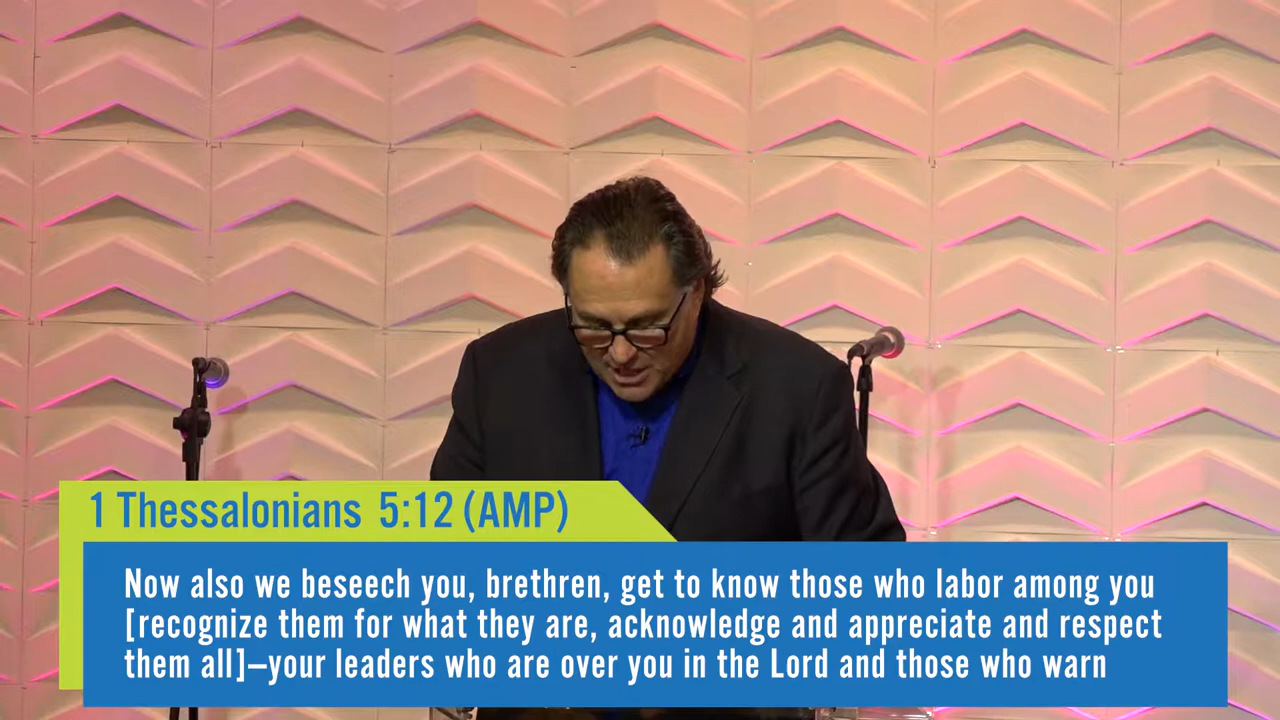 1 Thessalonians 5:12 (AMP)
Now also we beseech you, brethren, get to know those who labor among you
[recognize them for what they are, acknowledge and appreciate and respect
them all]—your leaders who are over you in the Lord and those who warn